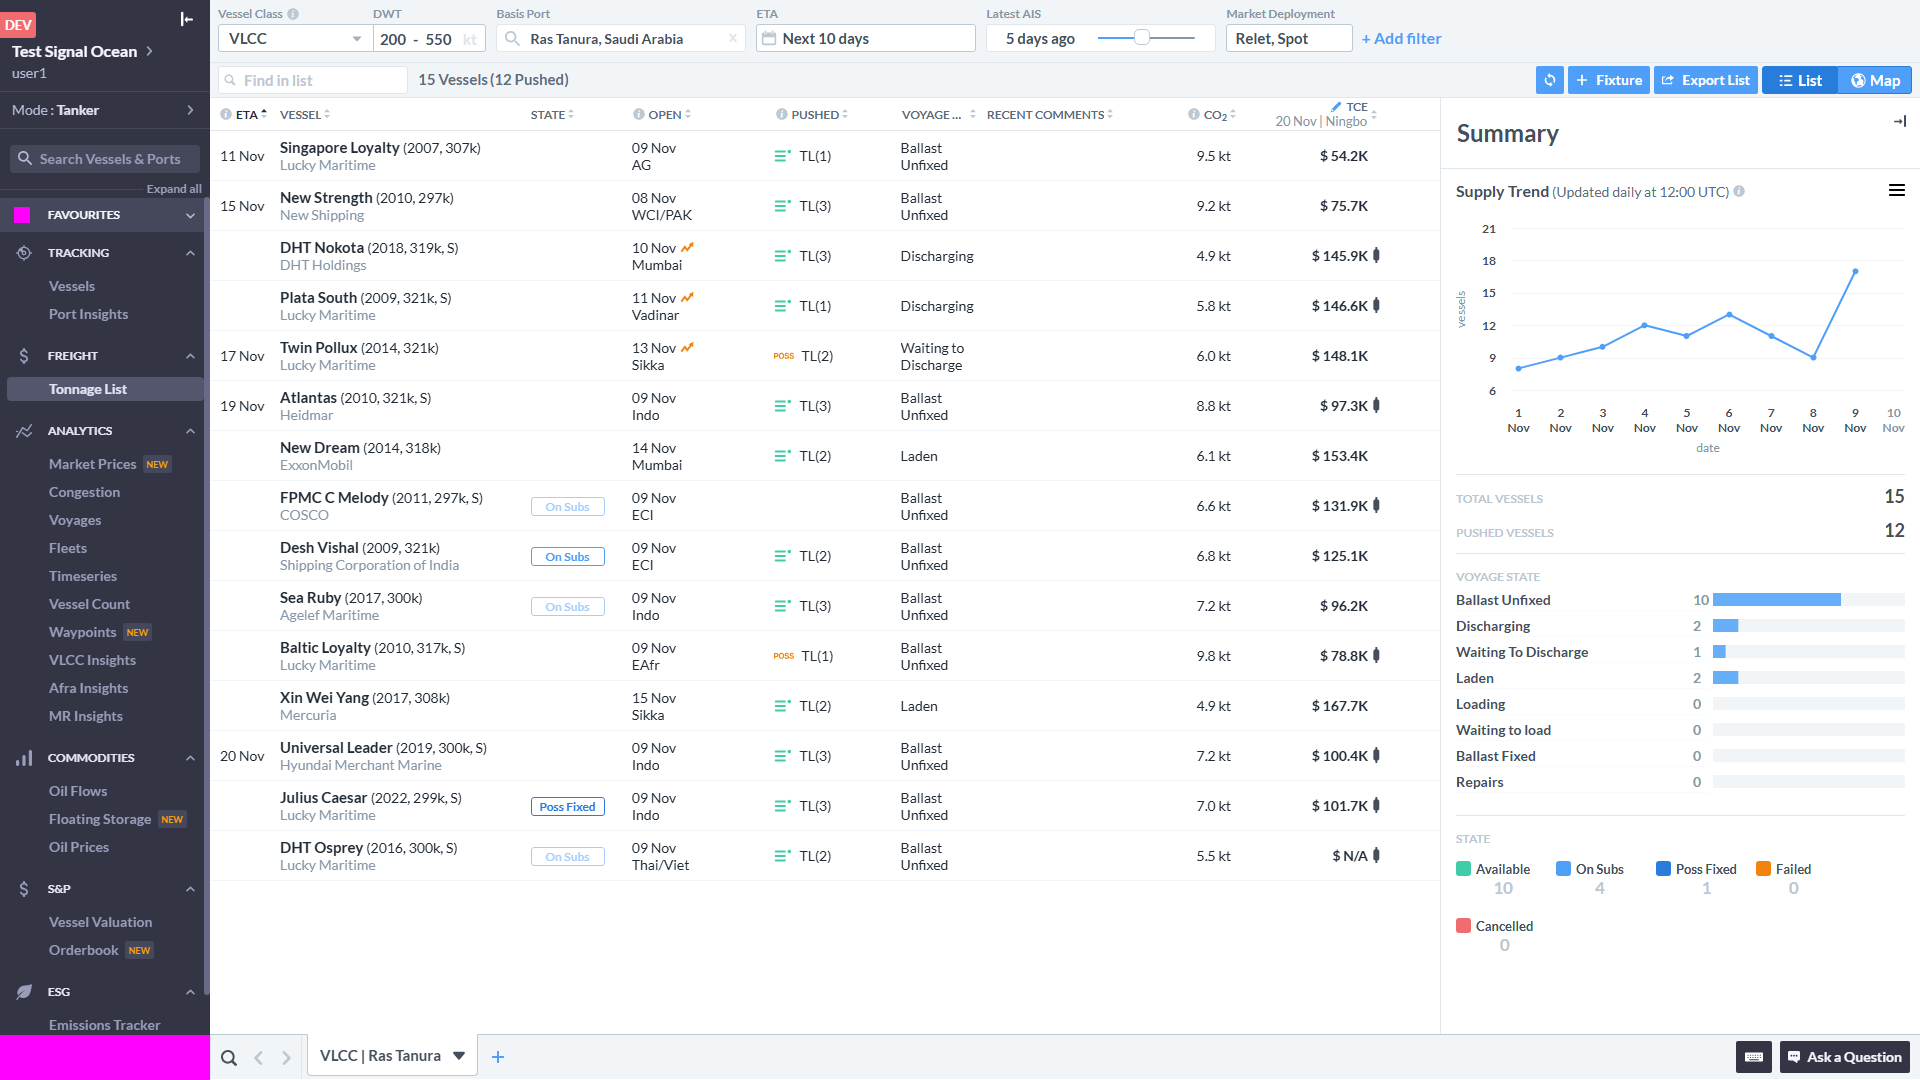 DEV
Test Signal Ocean
user1
Mode : Tanker
Search Vessels & Ports
Expand all
FAVOURITES
TRACKING
Vessels
Port Insights
FREIGHT
Tonnage List
ANALYTICS
Market Prices NEW
Congestion
Voyages
Fleets
Timeseries
Vessel Count
Waypoints NEW
VLCC Insights
Afra Insights
MR Insights
COMMODITIES
Oil Flows
Floating Storage NEW
Oil Prices
S&P
Vessel Valuation
Orderbook NEW
ESG
Emissions Tracker
Vessel Class DWT Basis Port ETA Latest AIS Market Deployment
VLCC 200 - 550 kt Ras Tanura, Saudi Arabia Next 10 days 5 days ago Relet, Spot + Add filter
Find in list 15 Vessels (12 Pushed) + Fixture Export List List Map
ETA VESSEL STATE OPEN PUSHED VOYAGE ... RECENT COMMENTS CO2 TCE
20 Nov | Ningbo
11 Nov Singapore Loyalty (2007, 307k) 09 Nov TL(1) Ballast 9.5 kt $ 54.2K
Lucky Maritime AG Unfixed
15 Nov New Strength (2010, 297k) 08 Nov TL(3) Ballast 9.2 kt $ 75.7K
New Shipping WCI/PAK Unfixed
DHT Nokota (2018, 319k, S) 10 Nov TL(3) Discharging 4.9 kt $ 145.9K
DHT Holdings Mumbai
Plata South (2009, 321k, S) 11 Nov TL(1) Discharging 5.8 kt $ 146.6K
Lucky Maritime Vadinar
17 Nov Twin Pollux (2014, 321k) 13 Nov POSS TL(2) Waiting to 6.0 kt $ 148.1K
Lucky Maritime Sikka Discharge
19 Nov Atlantas (2010, 321k, S) 09 Nov TL(3) Ballast 8.8 kt $ 97.3K
Heidmar Indo Unfixed
New Dream (2014, 318k) 14 Nov TL(2) Laden 6.1 kt $ 153.4K
ExxonMobil Mumbai
FPMC C Melody (2011, 297k, S) On Subs 09 Nov Ballast 6.6 kt $ 131.9K
COSCO ECI Unfixed
Desh Vishal (2009, 321k) On Subs 09 Nov TL(2) Ballast 6.8 kt $ 125.1K
Shipping Corporation of India ECI Unfixed
Sea Ruby (2017, 300k) On Subs 09 Nov TL(3) Ballast 7.2 kt $ 96.2K
Agelef Maritime Indo Unfixed
Baltic Loyalty (2010, 317k, S) 09 Nov POSS TL(1) Ballast 9.8 kt $ 78.8K
Lucky Maritime EAfr Unfixed
Xin Wei Yang (2017, 308k) 15 Nov TL(2) Laden 4.9 kt $ 167.7K
Mercuria Sikka
20 Nov Universal Leader (2019, 300k, S) 09 Nov TL(3) Ballast 7.2 kt $ 100.4K
Hyundai Merchant Marine Indo Unfixed
Julius Caesar (2022, 299k, S) Poss Fixed 09 Nov TL(3) Ballast 7.0 kt $ 101.7K
Lucky Maritime Indo Unfixed
DHT Osprey (2016, 300k, S) On Subs 09 Nov TL(2) Ballast 5.5 kt $ N/A
Lucky Maritime Thai/Viet Unfixed
Summary
Supply Trend (Updated daily at 12:00 UTC)
21
18
15
12
9
6
vessels
1 2 3 4 5 6 7 8 9 10
Nov Nov Nov Nov Nov Nov Nov Nov Nov Nov
date
TOTAL VESSELS 15
PUSHED VESSELS 12
VOYAGE STATE
Ballast Unfixed 10
Discharging 2
Waiting To Discharge 1
Laden 2
Loading 0
Waiting to load 0
Ballast Fixed 0
Repairs 0
STATE
Available On Subs Poss Fixed Failed
10 4 1 0
Cancelled
0
VLCC | Ras Tanura +
Ask a Question